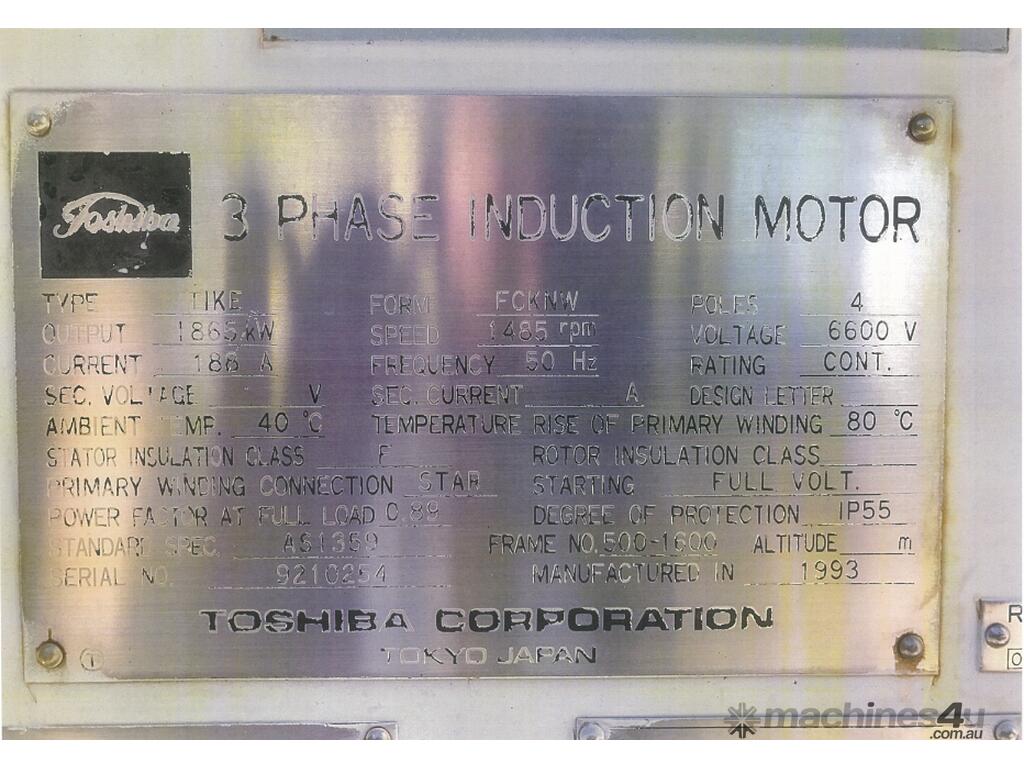 Toshiba
3 PHASE INDUCTION MOTOR
TYPE TIKE FORM FCKNW POLES 4
OUTPUT 1865 kW SPEED 1485 rpm VOLTAGE 6600 V
CURRENT 186 A FREQUENCY 50 Hz RATING CONT.
SEC. VOLTAGE V SEC. CURRENT A DESIGN LETTER
AMBIENT TEMP. 40 °C TEMPERATURE RISE OF PRIMARY WINDING 80 °C
STATOR INSULATION CLASS F ROTOR INSULATION CLASS
PRIMARY WINDING CONNECTION STAR STARTING FULL VOLT.
POWER FACTOR AT FULL LOAD 0.89 DEGREE OF PROTECTION IP55
STANDARD SPEC. AS1359 FRAME NO. 500-1600 ALTITUDE m
SERIAL NO. 9210254 MANUFACTURED IN 1993
TOSHIBA CORPORATION
TOKYO JAPAN
1
R
0
machines4u
.com.au